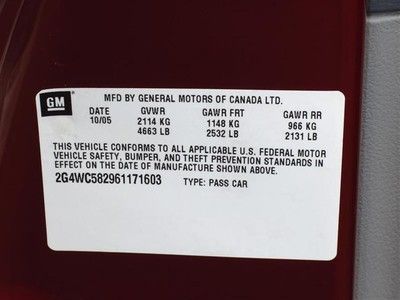 GM
MFD BY GENERAL MOTORS OF CANADA LTD.
DATE GVWR GAWR FRT GAWR RR
10/05 2114 KG 1148 KG 966 KG
4663 LB 2532 LB 2131 LB
THIS VEHICLE CONFORMS TO ALL APPLICABLE U.S. FEDERAL MOTOR
VEHICLE SAFETY, BUMPER, AND THEFT PREVENTION STANDARDS IN
EFFECT ON THE DATE OF MANUFACTURE SHOWN ABOVE.
2G4WC582961171603 TYPE: PASS CAR